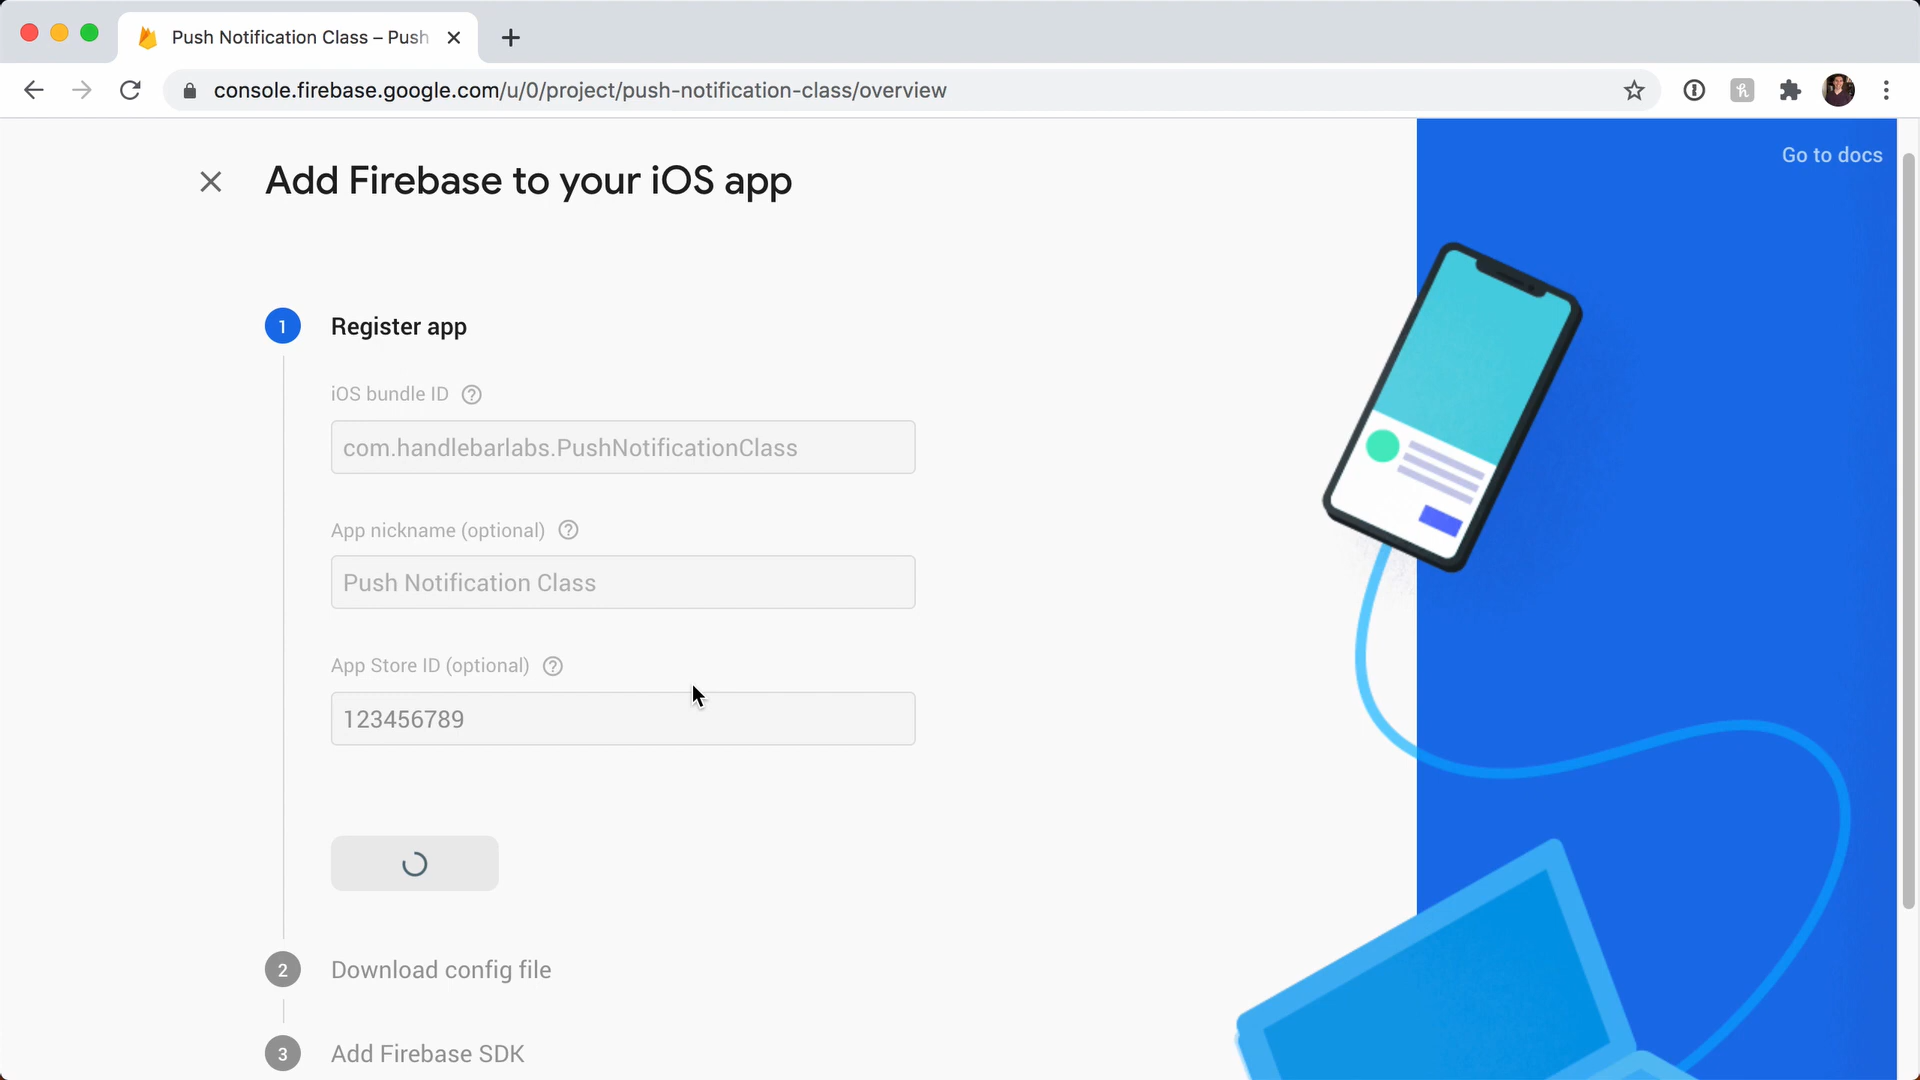 Push Notification Class – Push
console.firebase.google.com/u/0/project/push-notification-class/overview
Go to docs
Add Firebase to your iOS app
1 Register app
iOS bundle ID ?
com.handlebarlabs.PushNotificationClass
App nickname (optional) ?
Push Notification Class
App Store ID (optional) ?
123456789
2 Download config file
3 Add Firebase SDK